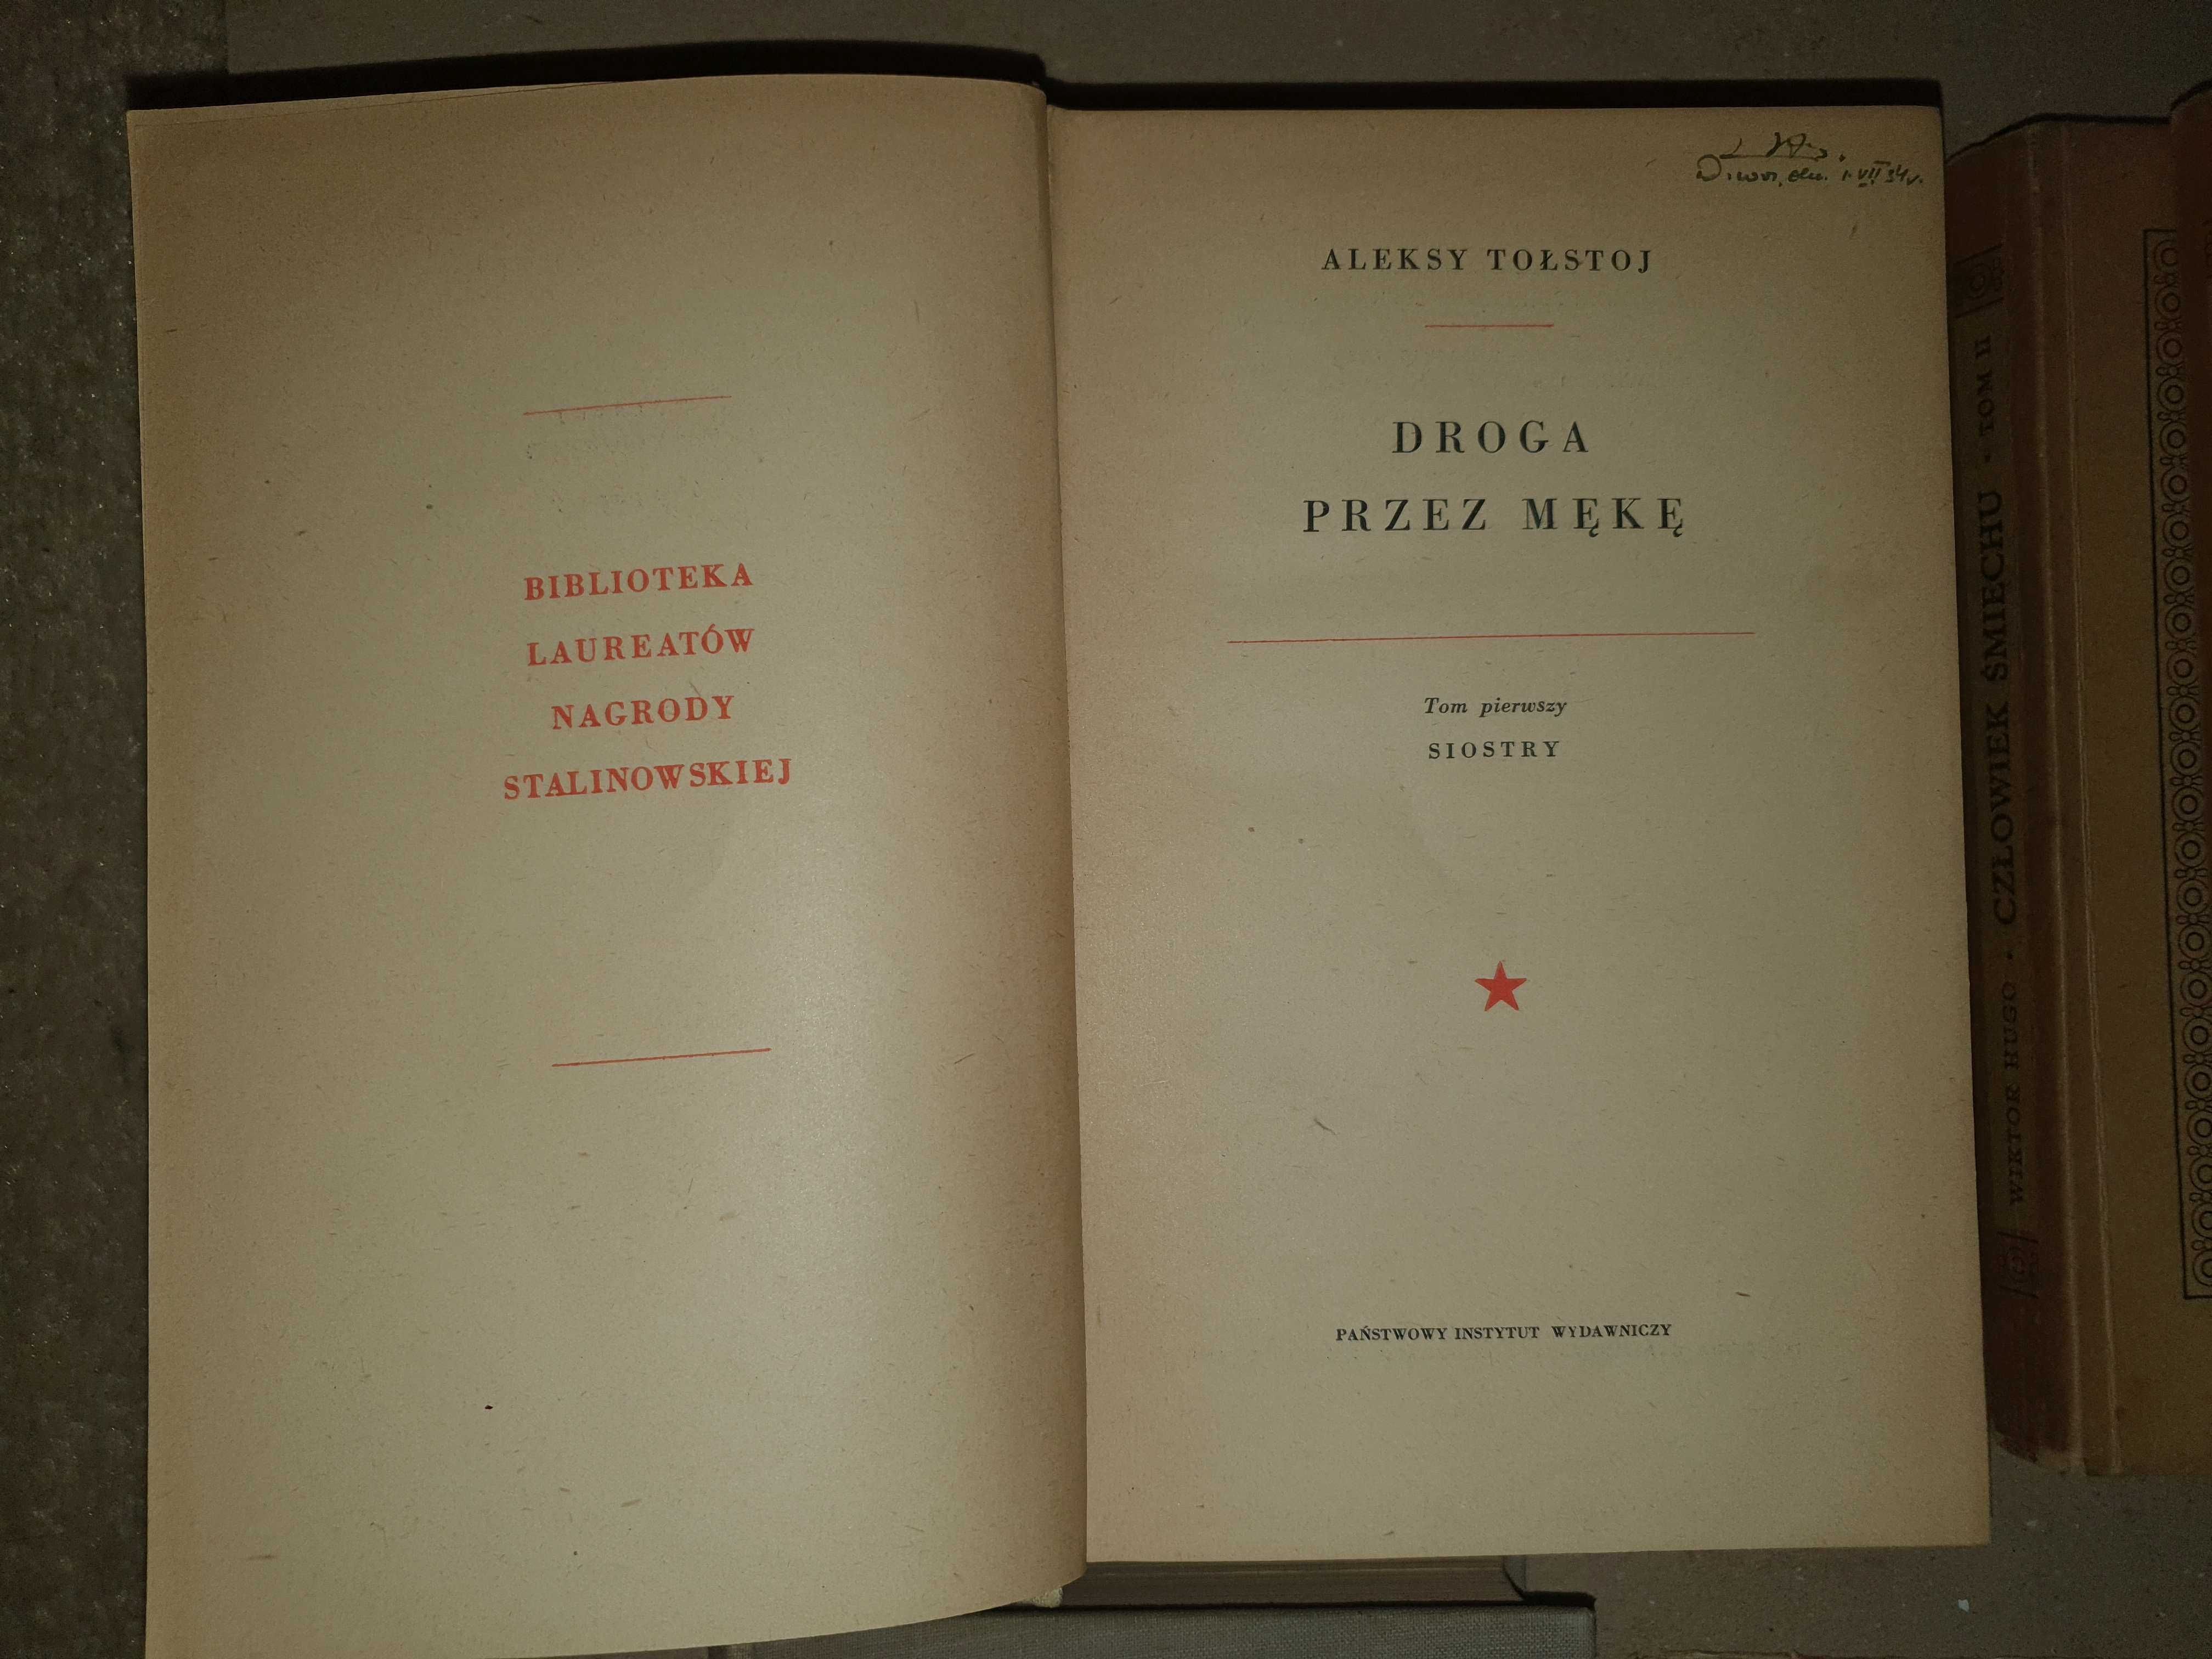 BIBLIOTEKA
LAUREATÓW
NAGRODY
STALINOWSKIEJ
ALEKSY TOŁSTOJ
DROGA
PRZEZ MĘKĘ
Tom pierwszy
SIOSTRY
PAŃSTWOWY INSTYTUT WYDAWNICZY
WIKTOR HUGO · CZŁOWIEK ŚMIECHU · TOM II